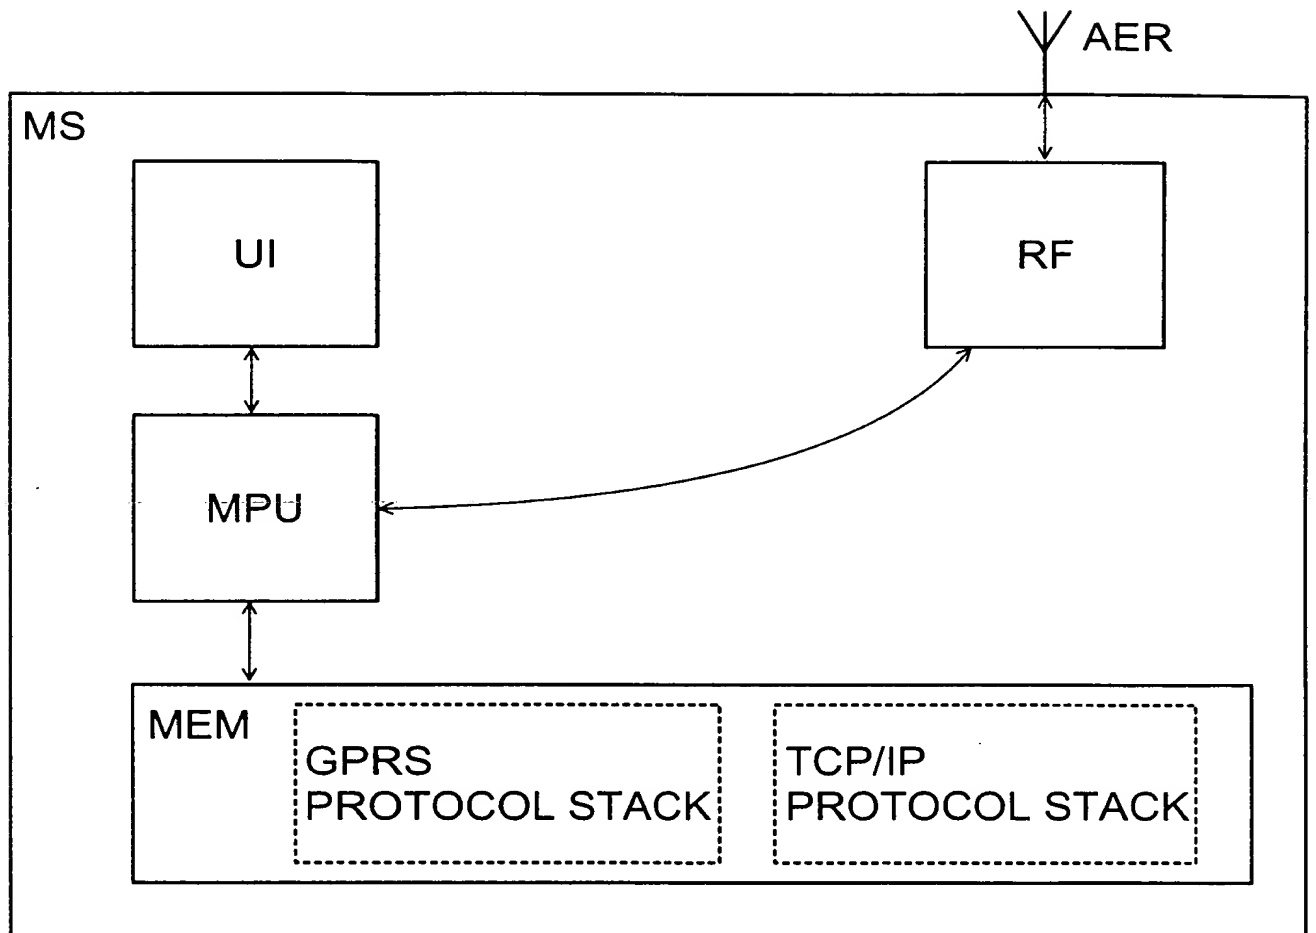 AER
MS
UI
RF
MPU
MEM
GPRS
PROTOCOL STACK
TCP/IP
PROTOCOL STACK